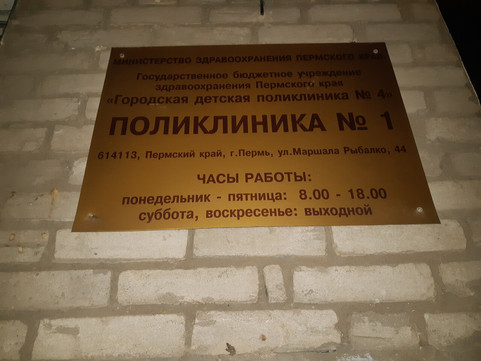 МИНИСТЕРСТВО ЗДРАВООХРАНЕНИЯ ПЕРМСКОГО КРАЯ
Государственное бюджетное учреждение
здравоохранения Пермского края
«Городская детская поликлиника № 4»
ПОЛИКЛИНИКА № 1
614113, Пермский край, г.Пермь, ул.Маршала Рыбалко, 44
ЧАСЫ РАБОТЫ:
понедельник - пятница: 8.00 - 18.00
суббота, воскресенье: выходной